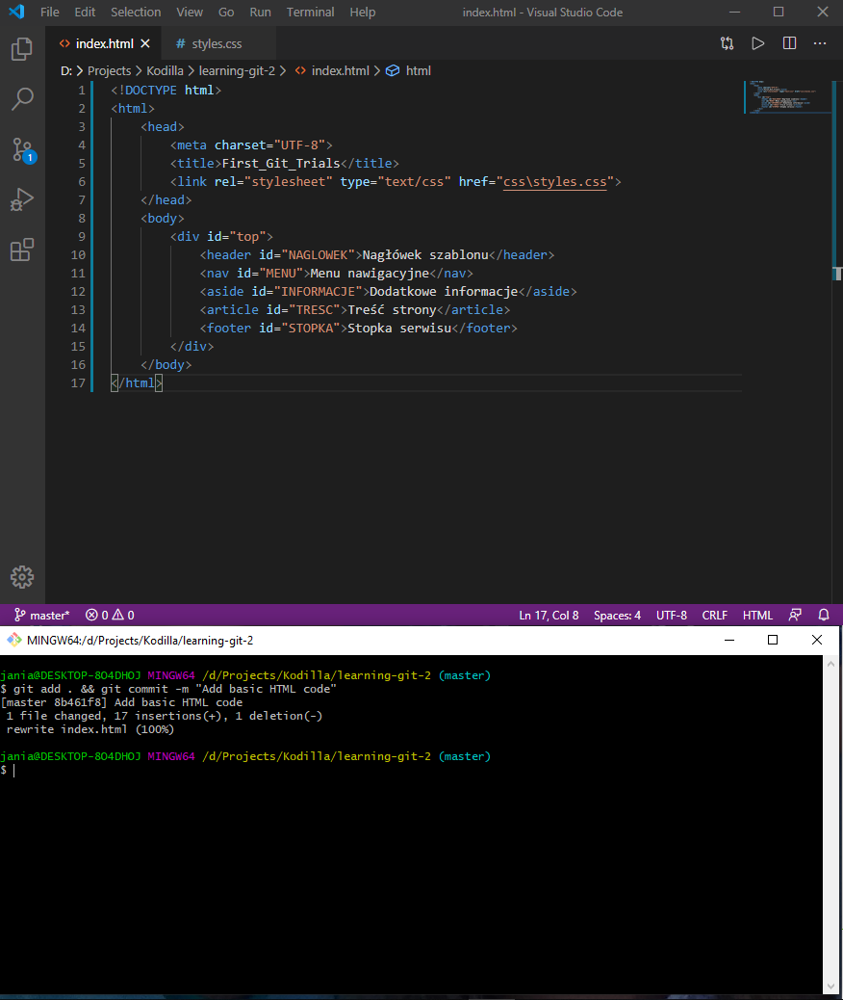 File Edit Selection View Go Run Terminal Help index.html - Visual Studio Code
<> index.html × # styles.css
D: > Projects > Kodilla > learning-git-2 > <> index.html > html
1 <!DOCTYPE html>
2 <html>
3 <head>
4 <meta charset="UTF-8">
5 <title>First_Git_Trials</title>
6 <link rel="stylesheet" type="text/css" href="css\styles.css">
7 </head>
8 <body>
9 <div id="top">
10 <header id="NAGLOWEK">Nagłówek szablonu</header>
11 <nav id="MENU">Menu nawigacyjne</nav>
12 <aside id="INFORMACJE">Dodatkowe informacje</aside>
13 <article id="TRESC">Treść strony</article>
14 <footer id="STOPKA">Stopka serwisu</footer>
15 </div>
16 </body>
17 </html>
1
master* 0 0 Ln 17, Col 8 Spaces: 4 UTF-8 CRLF HTML
MINGW64:/d/Projects/Kodilla/learning-git-2
jania@DESKTOP-8O4DHOJ MINGW64 /d/Projects/Kodilla/learning-git-2 (master)
$ git add . && git commit -m "Add basic HTML code"
[master 8b461f8] Add basic HTML code
1 file changed, 17 insertions(+), 1 deletion(-)
rewrite index.html (100%)
jania@DESKTOP-8O4DHOJ MINGW64 /d/Projects/Kodilla/learning-git-2 (master)
$